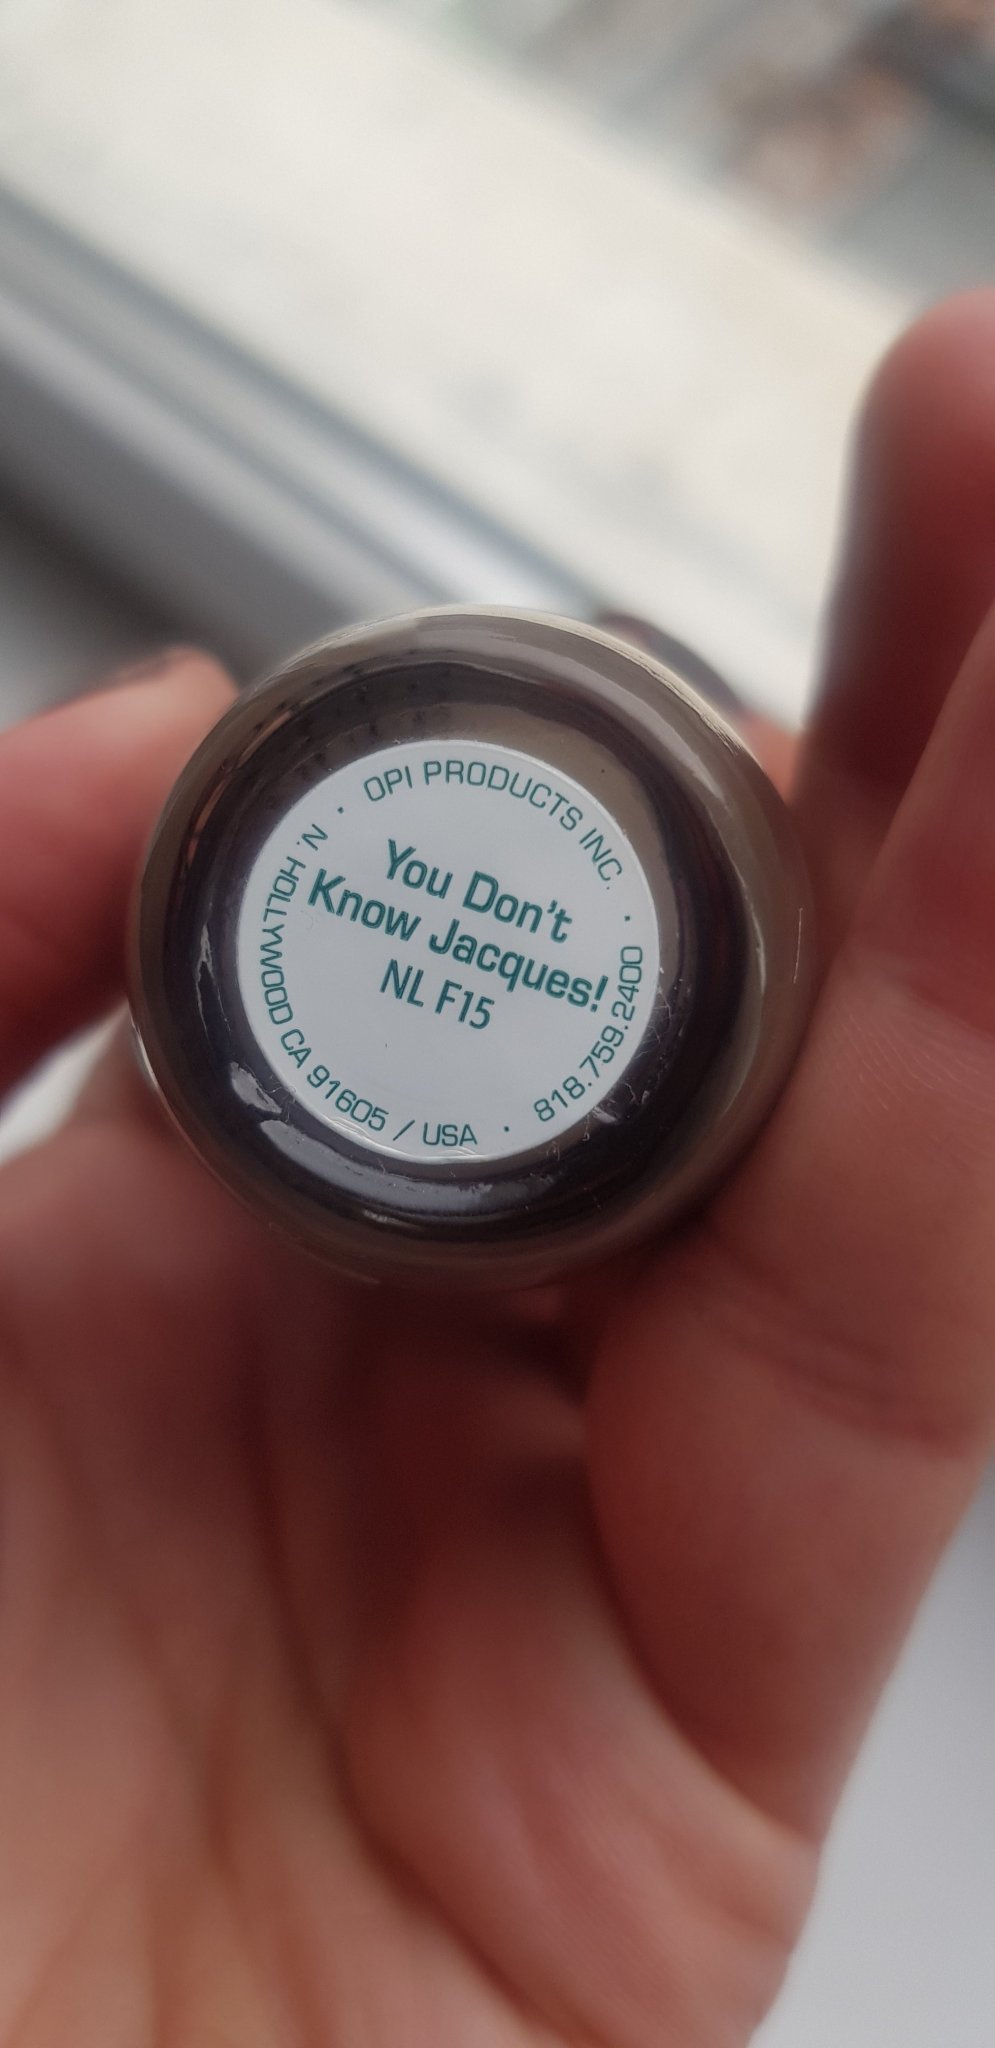 OPI PRODUCTS INC. · 818.759.2400 · N. HOLLYWOOD CA 91605 / USA ·
You Don't
Know Jacques!
NL F15